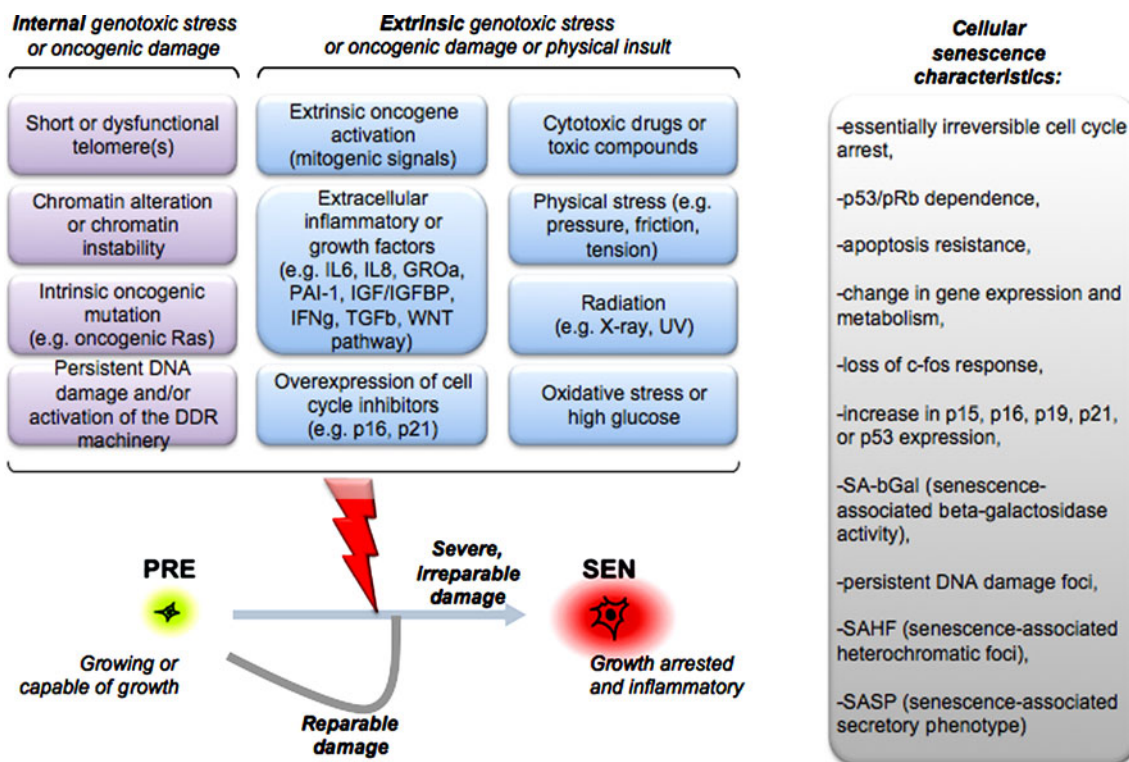 Internal genotoxic stress
or oncogenic damage
Extrinsic genotoxic stress
or oncogenic damage or physical insult
Short or dysfunctional
telomere(s)
Chromatin alteration
or chromatin
instability
Intrinsic oncogenic
mutation
(e.g. oncogenic Ras)
Persistent DNA
damage and/or
activation of the DDR
machinery
Extrinsic oncogene
activation
(mitogenic signals)
Extracellular
inflammatory or
growth factors
(e.g. IL6, IL8, GROa,
PAI-1, IGF/IGFBP,
IFNg, TGFb, WNT
pathway)
Overexpression of cell
cycle inhibitors
(e.g. p16, p21)
Cytotoxic drugs or
toxic compounds
Physical stress (e.g.
pressure, friction,
tension)
Radiation
(e.g. X-ray, UV)
Oxidative stress or
high glucose
PRE
Growing or
capable of growth
Severe,
irreparable
damage
Reparable
damage
SEN
Growth arrested
and inflammatory
Cellular
senescence
characteristics:
-essentially irreversible cell cycle
arrest,
-p53/pRb dependence,
-apoptosis resistance,
-change in gene expression and
metabolism,
-loss of c-fos response,
-increase in p15, p16, p19, p21,
or p53 expression,
-SA-bGal (senescence-
associated beta-galactosidase
activity),
-persistent DNA damage foci,
-SAHF (senescence-associated
heterochromatic foci),
-SASP (senescence-associated
secretory phenotype)